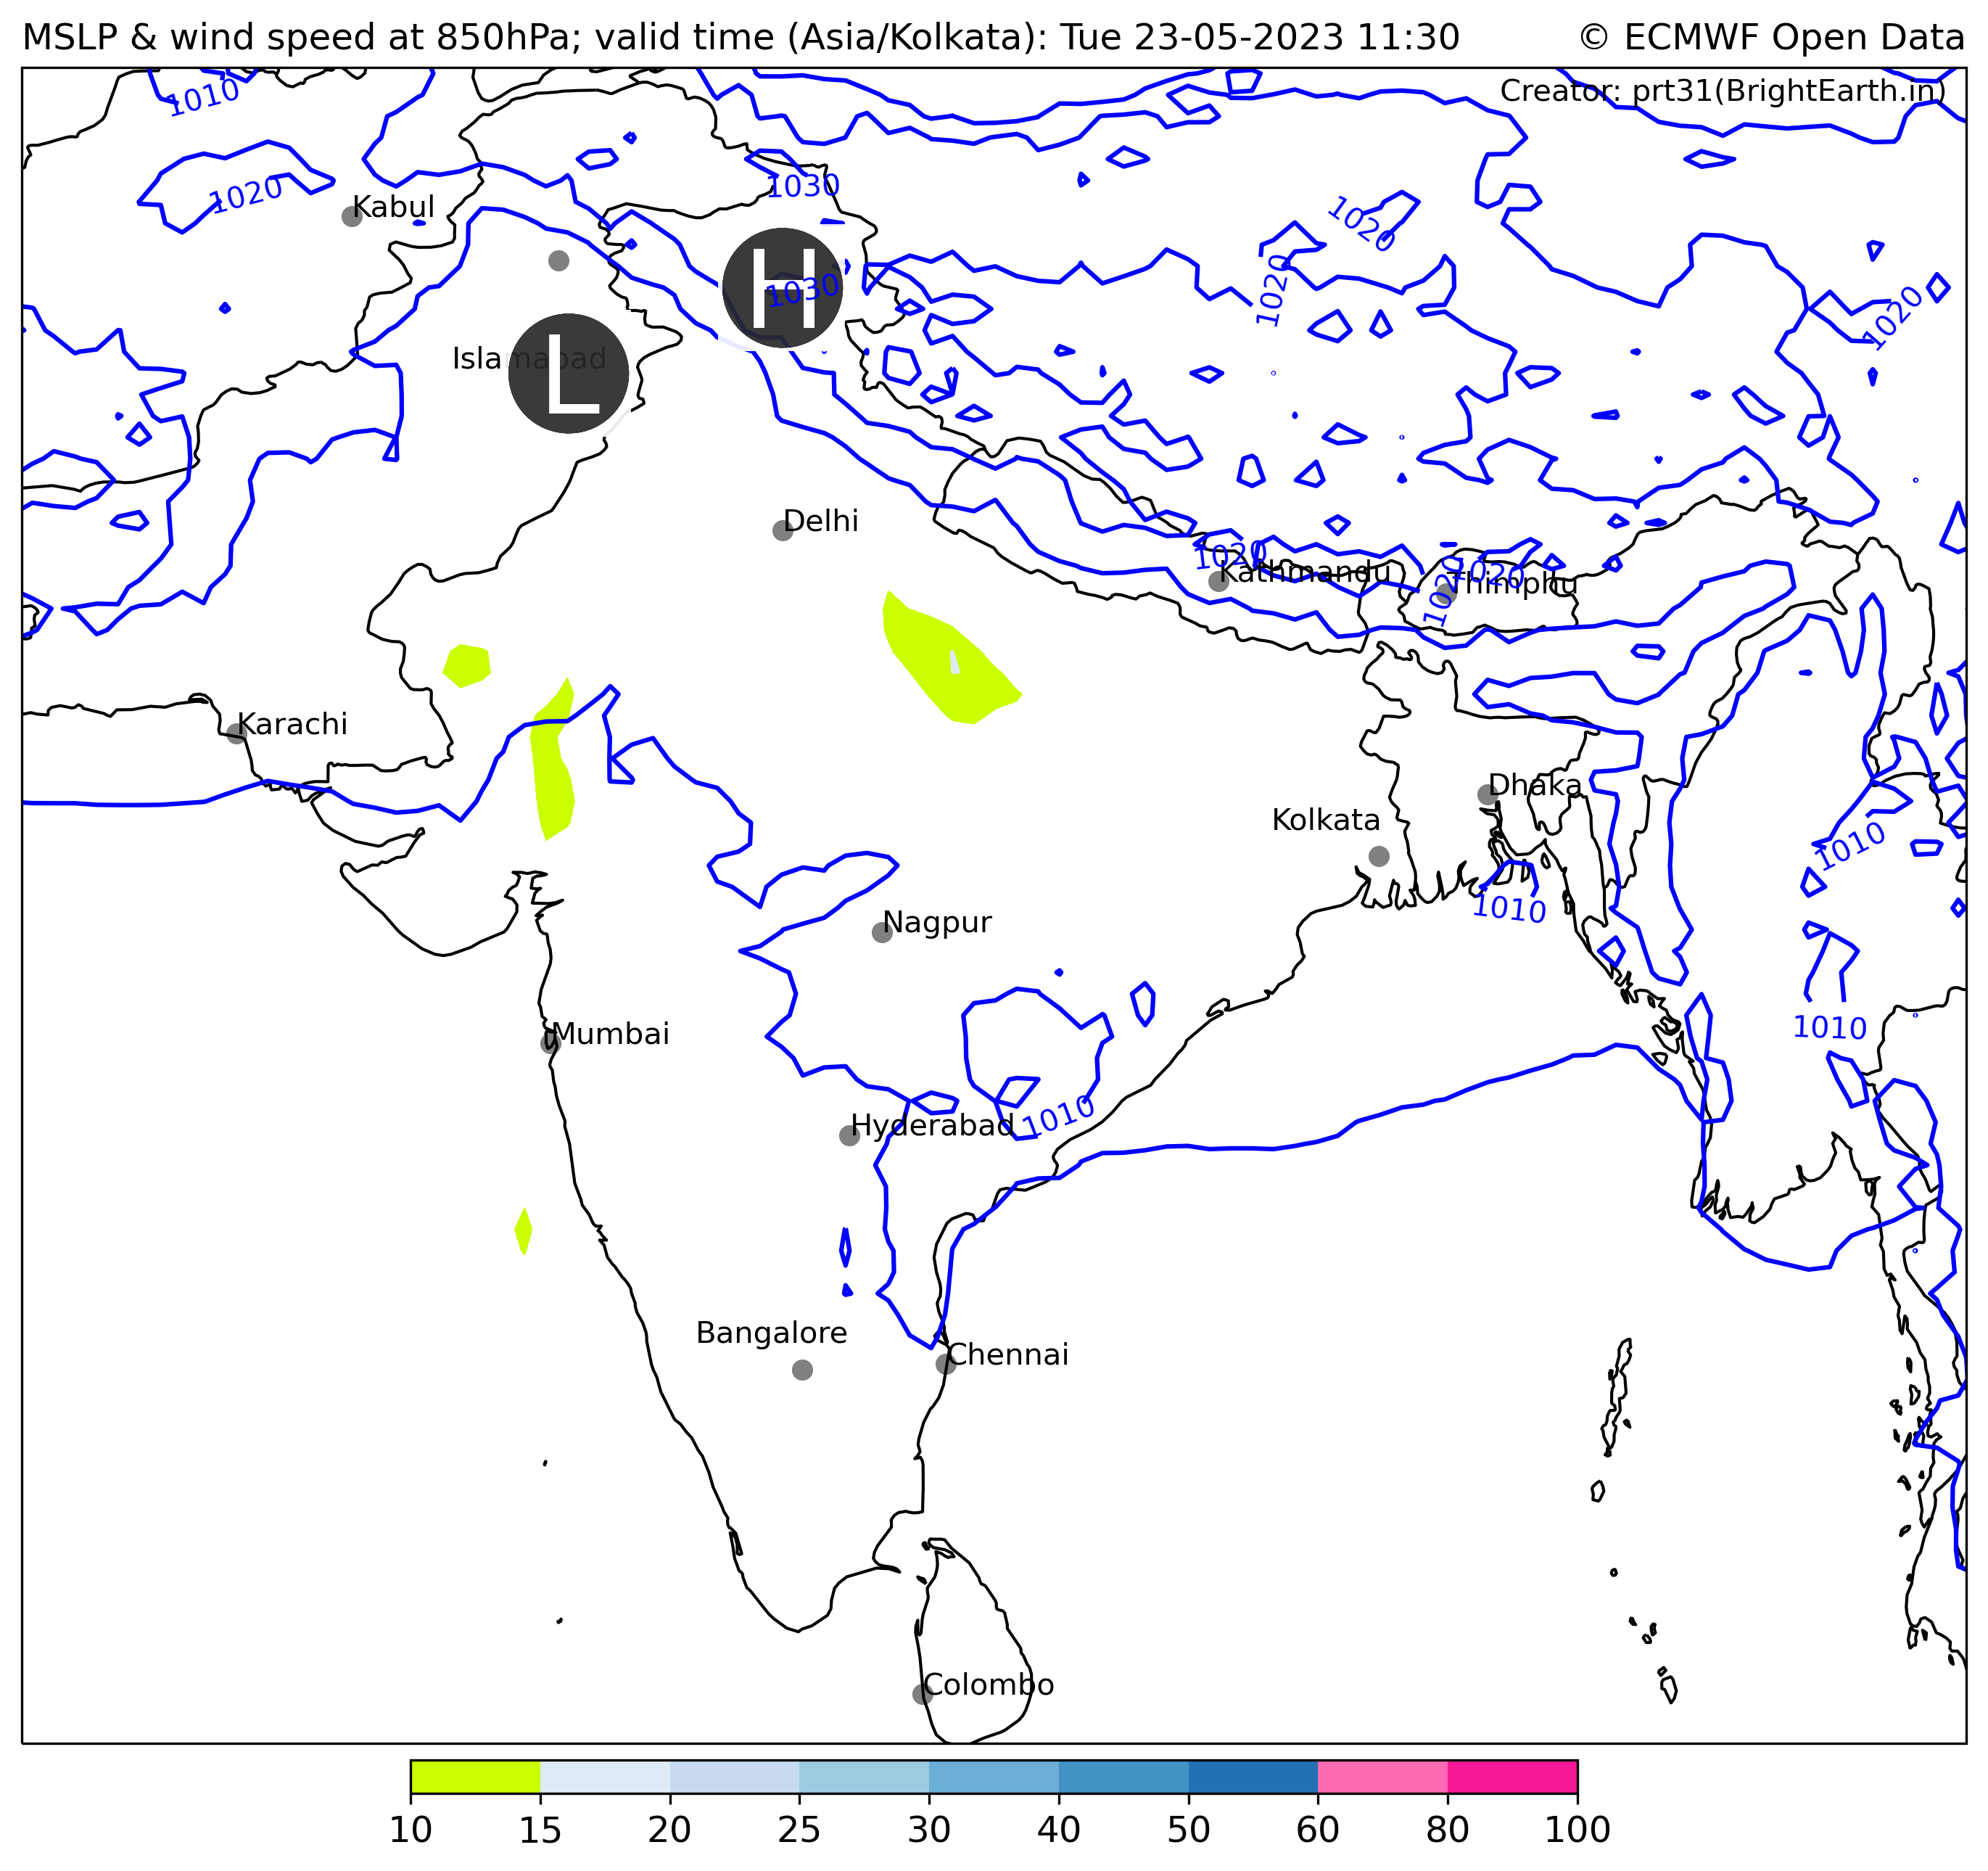 MSLP & wind speed at 850hPa; valid time (Asia/Kolkata): Tue 23-05-2023 11:30
© ECMWF Open Data
Creator: prt31(BrightEarth.in)
1010
1030
1020
1020
Kabul
1020
H
1030
1020
L
Islamabad
Delhi
1020
Kathmandu
1020
Thimphu
1020
Karachi
Dhaka
Kolkata
1010
1010
Nagpur
1010
Mumbai
1010
Hyderabad
Bangalore
Chennai
Colombo
10 15 20 25 30 40 50 60 80 100